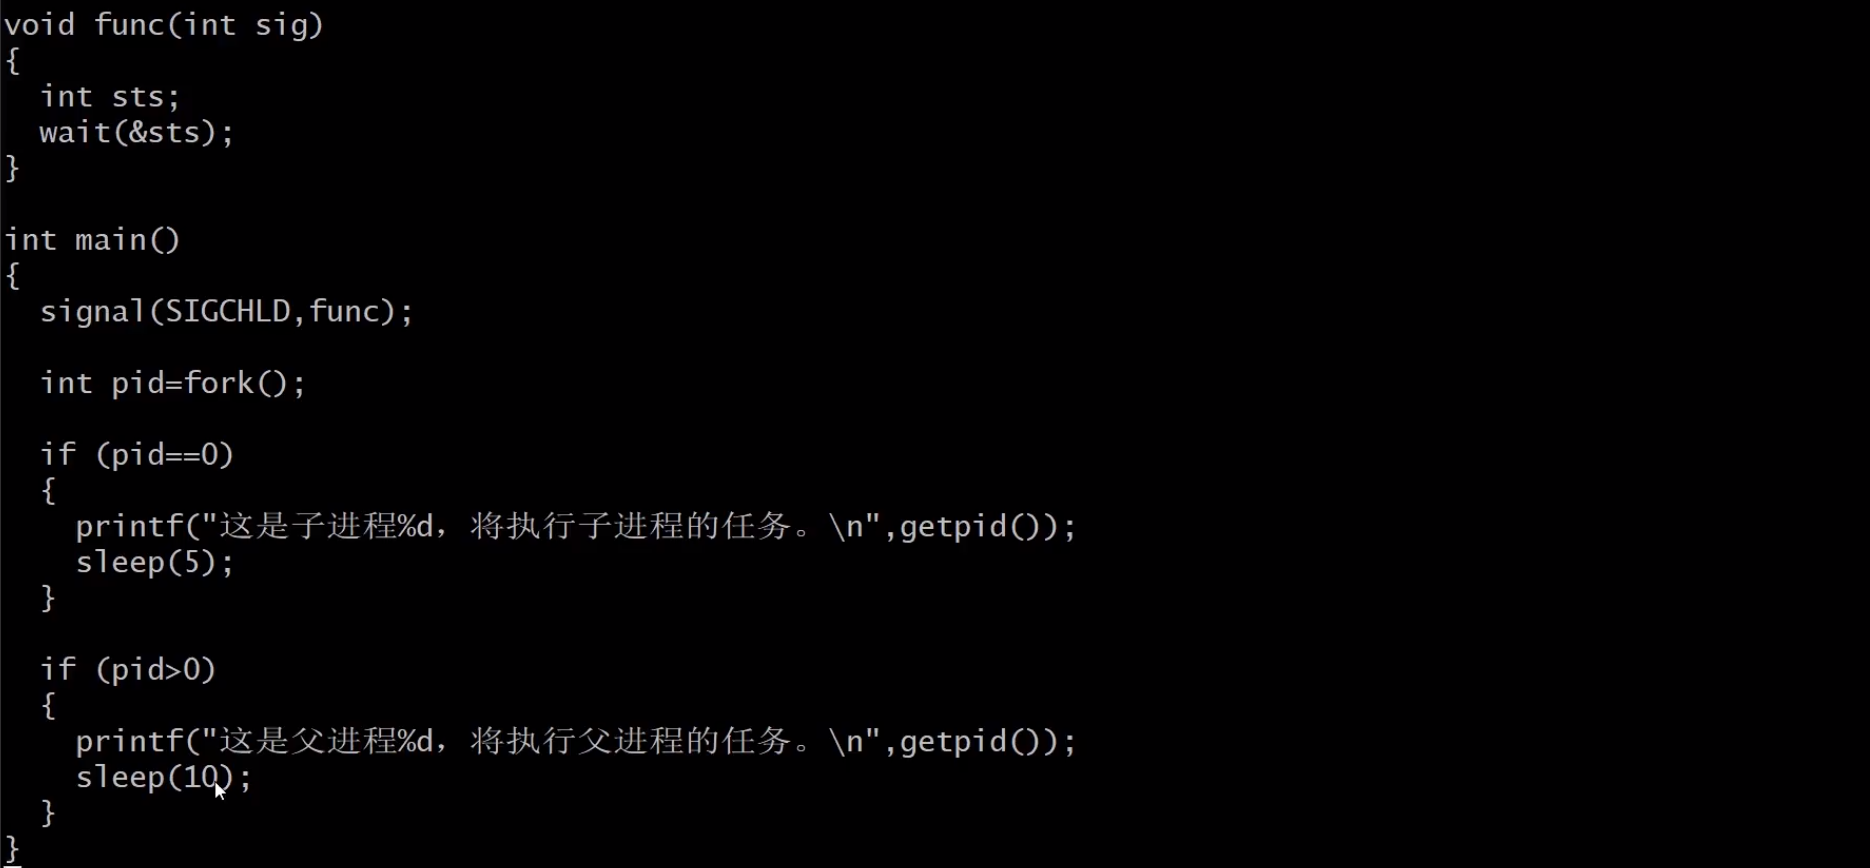 void func(int sig)
{
  int sts;
  wait(&sts);
}

int main()
{
  signal(SIGCHLD,func);

  int pid=fork();

  if (pid==0)
  {
    printf("这是子进程%d，将执行子进程的任务。\n",getpid());
    sleep(5);
  }

  if (pid>0)
  {
    printf("这是父进程%d，将执行父进程的任务。\n",getpid());
    sleep(10);
  }
}